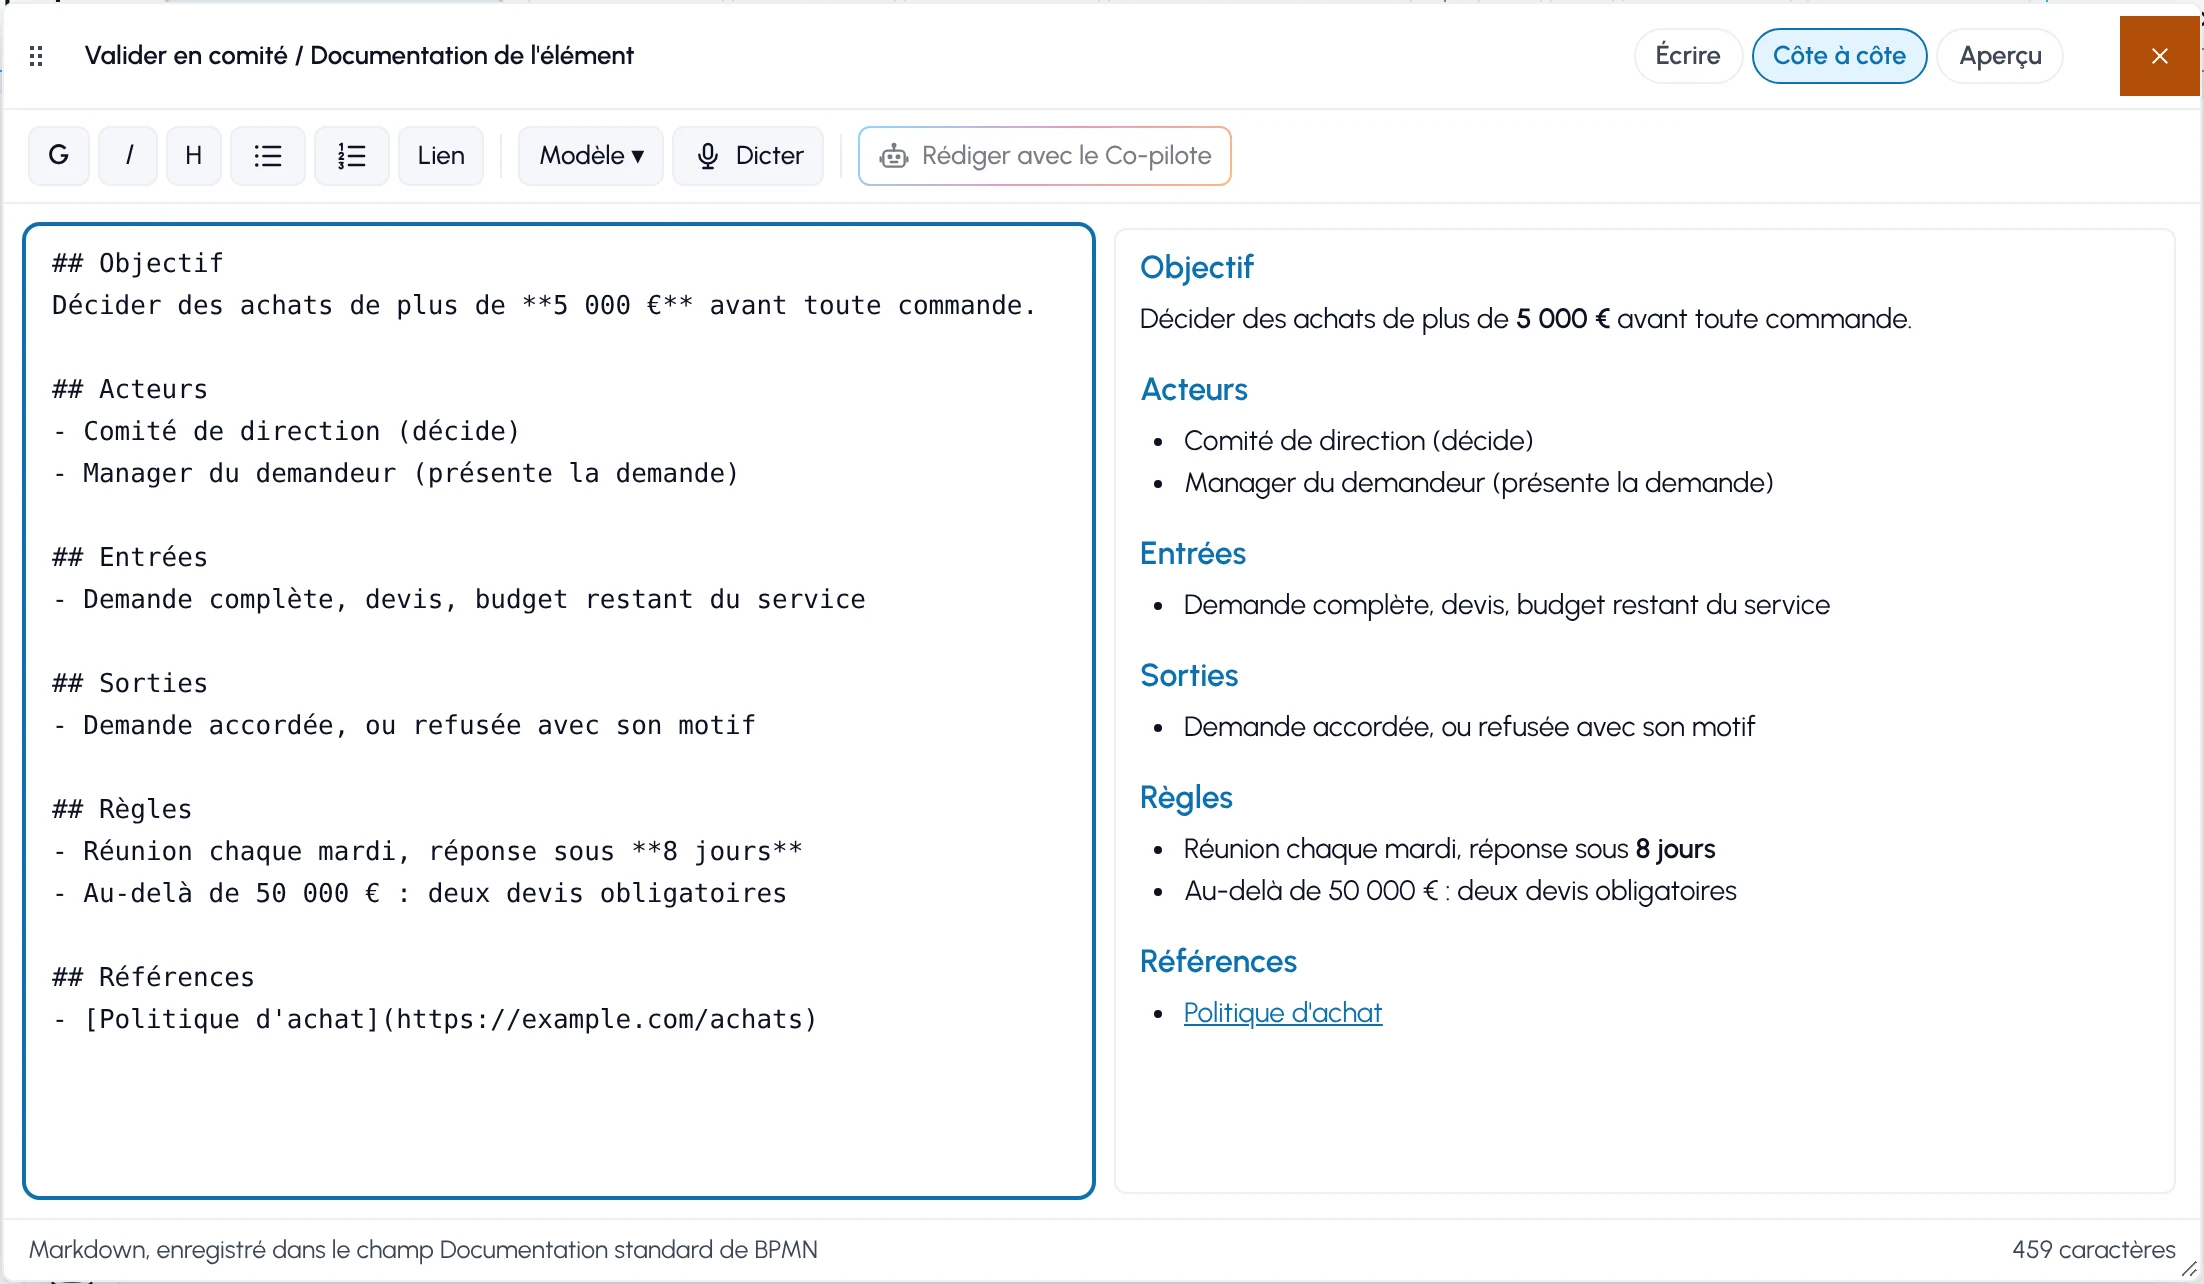 Valider en comité / Documentation de l'élément
Écrire
Côte à côte
Aperçu
G
I
H
Lien
Modèle ▾
Dicter
Rédiger avec le Co-pilote
## Objectif
Décider des achats de plus de **5 000 €** avant toute commande.
## Acteurs
- Comité de direction (décide)
- Manager du demandeur (présente la demande)
## Entrées
- Demande complète, devis, budget restant du service
## Sorties
- Demande accordée, ou refusée avec son motif
## Règles
- Réunion chaque mardi, réponse sous **8 jours**
- Au-delà de 50 000 € : deux devis obligatoires
## Références
- [Politique d'achat](https://example.com/achats)
Objectif
Décider des achats de plus de 5 000 € avant toute commande.
Acteurs
• Comité de direction (décide)
• Manager du demandeur (présente la demande)
Entrées
• Demande complète, devis, budget restant du service
Sorties
• Demande accordée, ou refusée avec son motif
Règles
• Réunion chaque mardi, réponse sous 8 jours
• Au-delà de 50 000 € : deux devis obligatoires
Références
• Politique d'achat
Markdown, enregistré dans le champ Documentation standard de BPMN
459 caractères